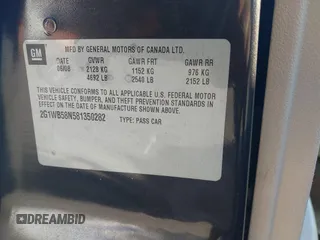 GM
MFD BY GENERAL MOTORS OF CANADA LTD.
DATE GVWR GAWR FRT GAWR RR
06/08 2129 KG 1152 KG 976 KG
4692 LB 2540 LB 2152 LB
THIS VEHICLE CONFORMS TO ALL APPLICABLE U.S. FEDERAL MOTOR
VEHICLE SAFETY, BUMPER, AND THEFT PREVENTION STANDARDS IN
EFFECT ON THE DATE OF MANUFACTURE SHOWN ABOVE.
2G1WB58N581350282 TYPE: PASS CAR
DREAMBID